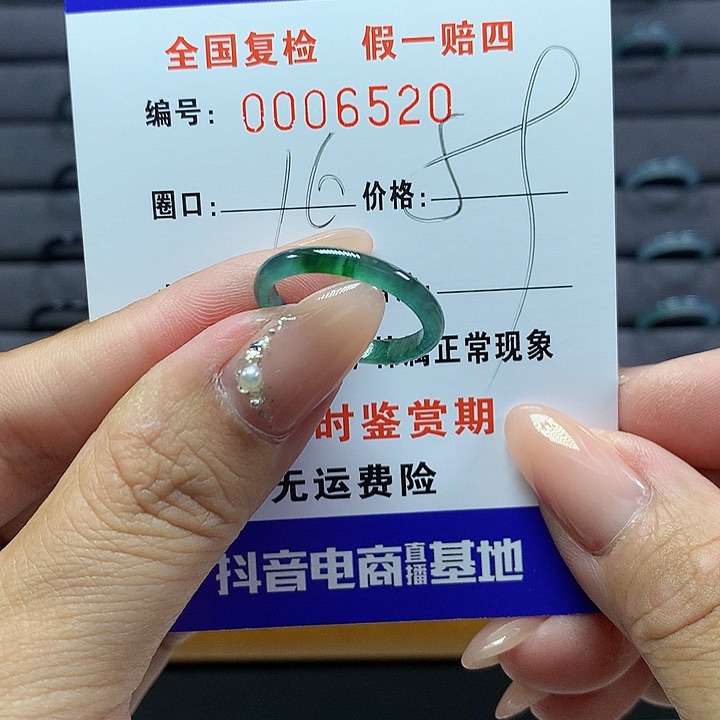 全国复检 假一赔四
编号: 0006520
圈口: 16 价格:
属正常现象
时鉴赏期
无运费险
抖音电商直播基地